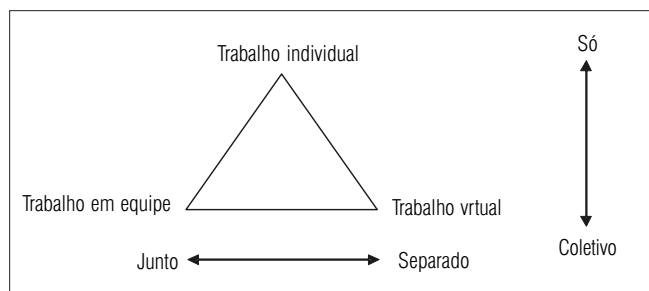 Trabalho individual
Só
Trabalho em equipe
Trabalho vrtual
Coletivo
Junto
Separado